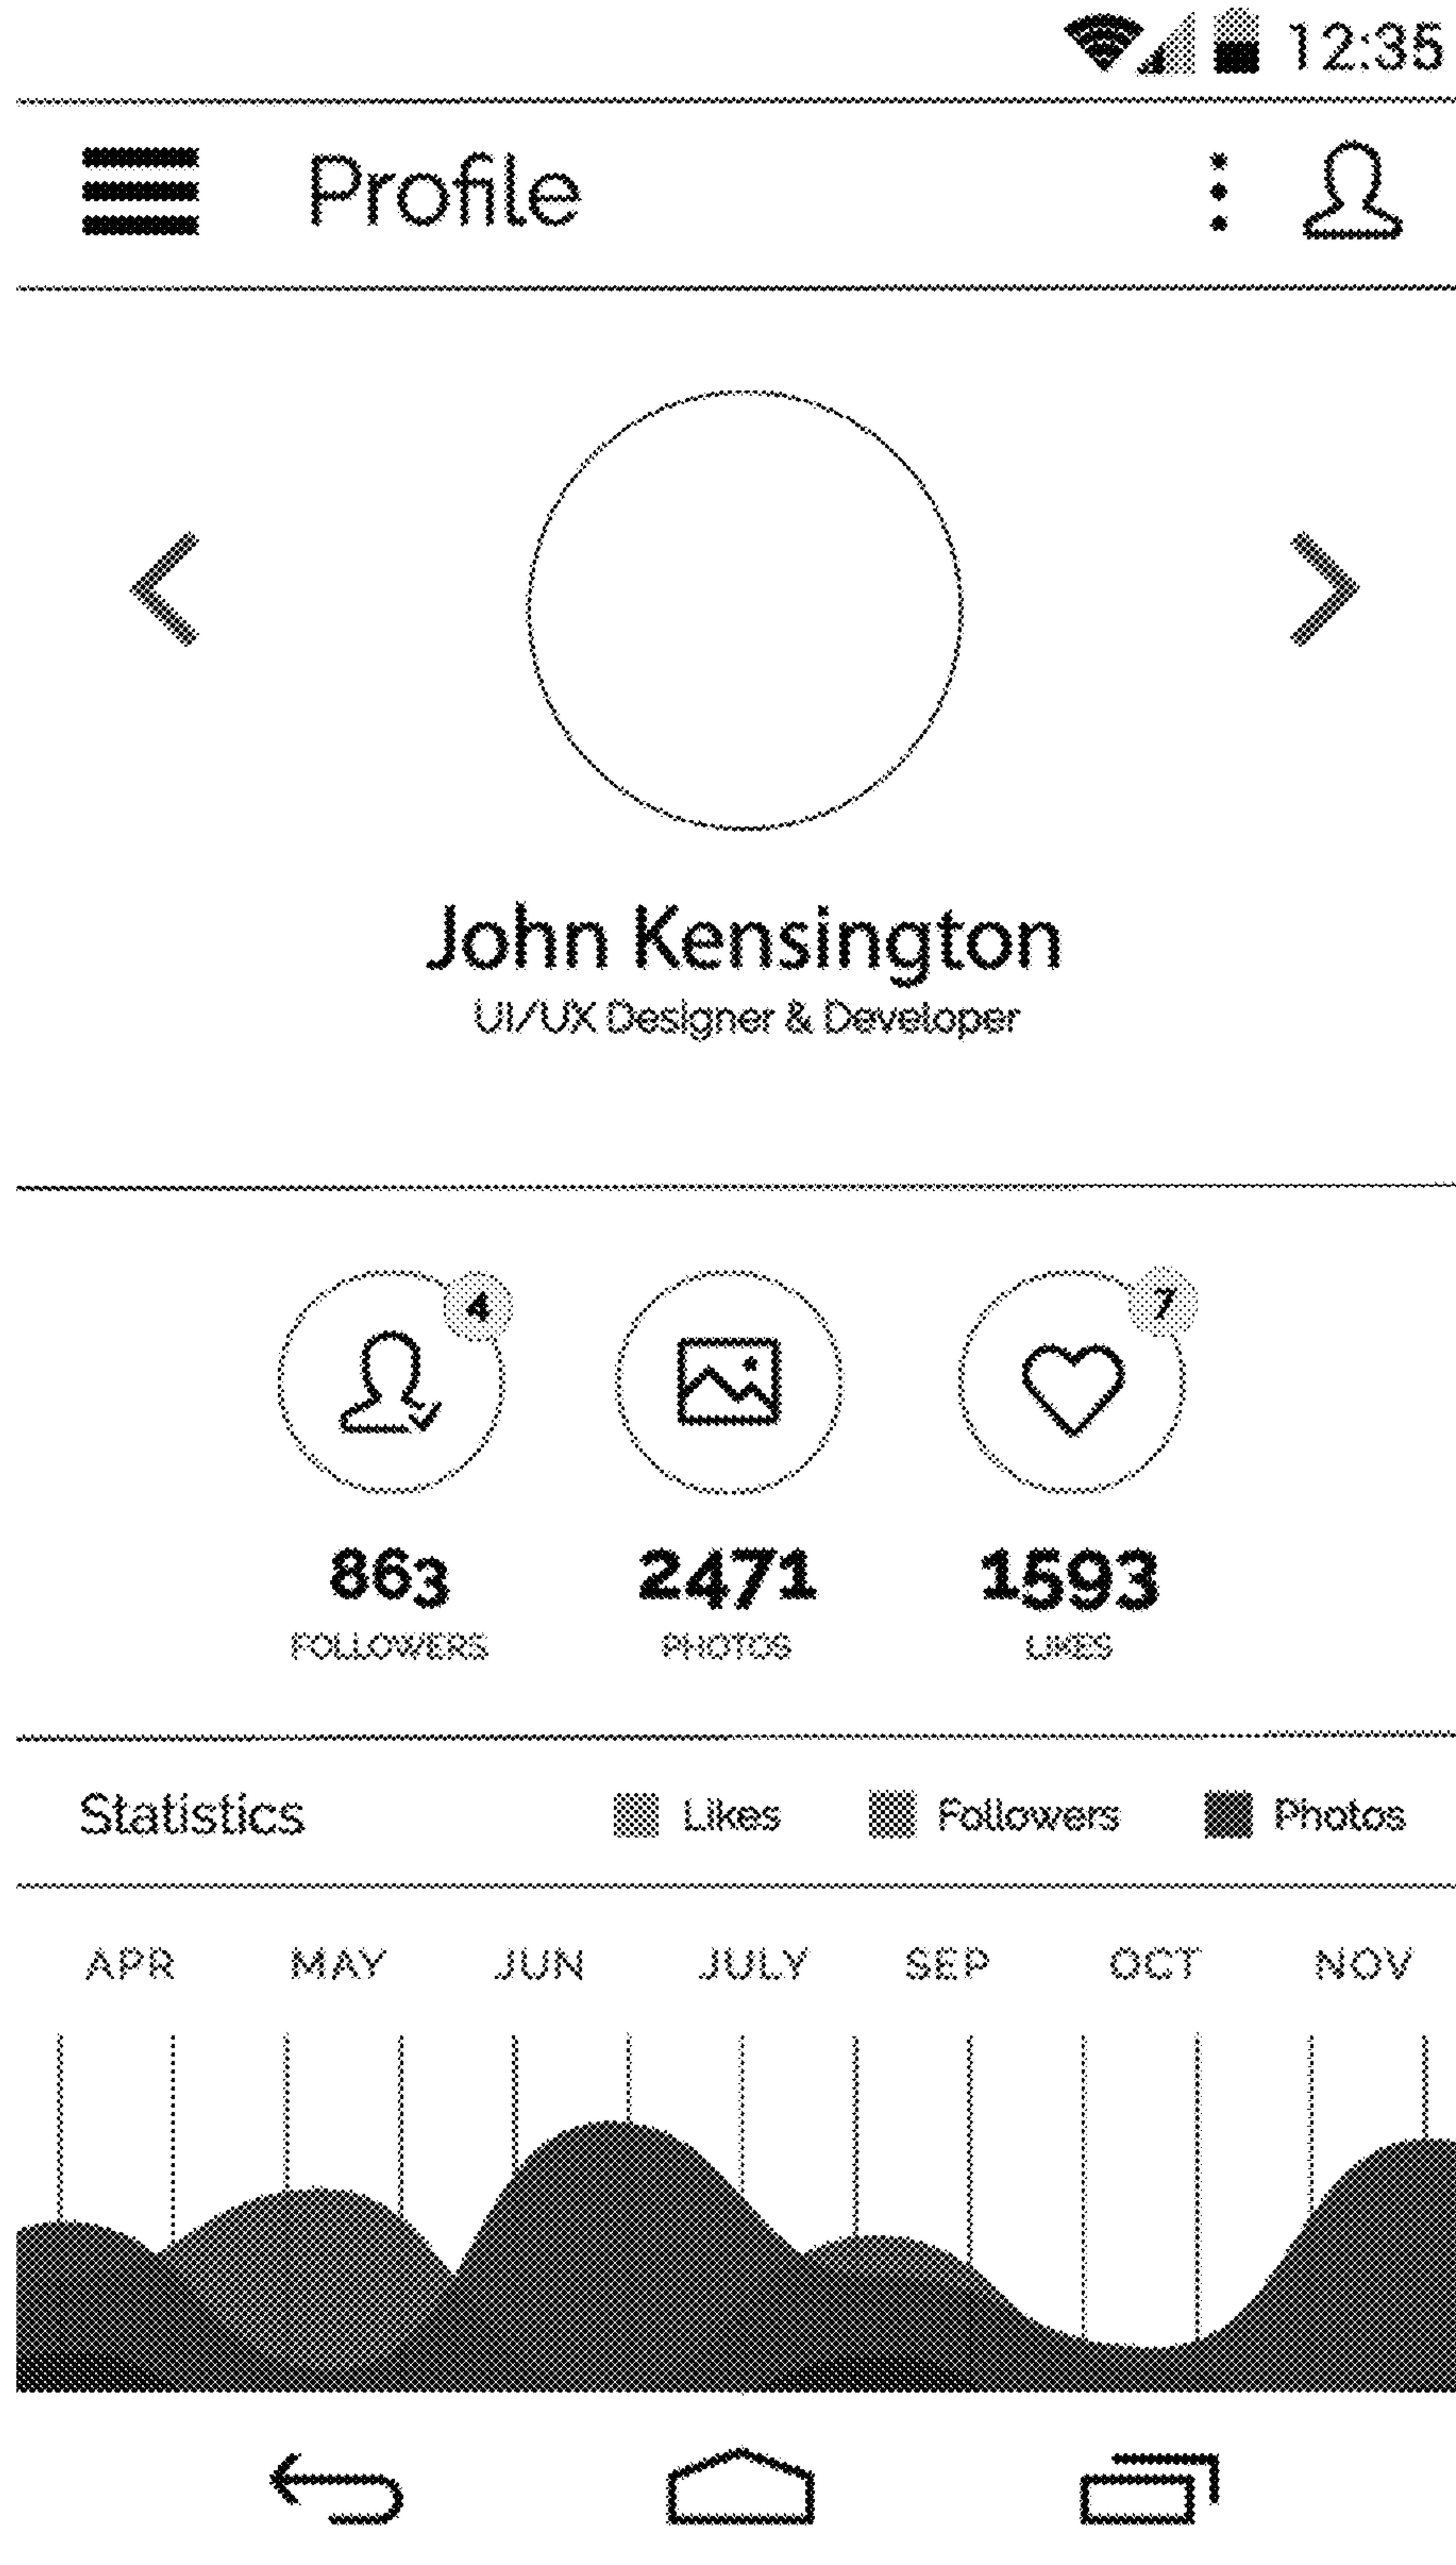 12:35
Profile
John Kensington
UI/UX Designer & Developer
4
7
863 2471 1593
FOLLOWERS PHOTOS LIKES
Statistics Likes Followers Photos
APR MAY JUN JULY SEP OCT NOV